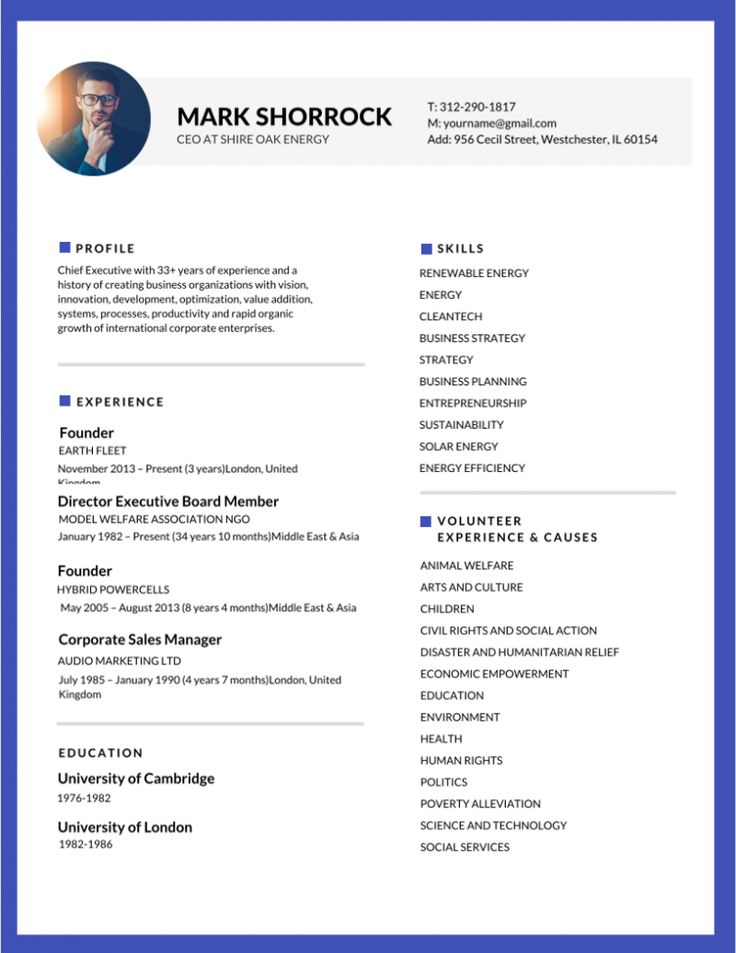 MARK SHORROCK
CEO AT SHIRE OAK ENERGY
T: 312-290-1817
M: yourname@gmail.com
Add: 956 Cecil Street, Westchester, IL 60154
PROFILE
Chief Executive with 33+ years of experience and a
history of creating business organizations with vision,
innovation, development, optimization, value addition,
systems, processes, productivity and rapid organic
growth of international corporate enterprises.
EXPERIENCE
Founder
EARTH FLEET
November 2013 – Present (3 years)London, United
Kingdom
Director Executive Board Member
MODEL WELFARE ASSOCIATION NGO
January 1982 – Present (34 years 10 months)Middle East & Asia
Founder
HYBRID POWERCELLS
May 2005 – August 2013 (8 years 4 months)Middle East & Asia
Corporate Sales Manager
AUDIO MARKETING LTD
July 1985 – January 1990 (4 years 7 months)London, United
Kingdom
EDUCATION
University of Cambridge
1976-1982
University of London
1982-1986
SKILLS
RENEWABLE ENERGY
ENERGY
CLEANTECH
BUSINESS STRATEGY
STRATEGY
BUSINESS PLANNING
ENTREPRENEURSHIP
SUSTAINABILITY
SOLAR ENERGY
ENERGY EFFICIENCY
VOLUNTEER
EXPERIENCE & CAUSES
ANIMAL WELFARE
ARTS AND CULTURE
CHILDREN
CIVIL RIGHTS AND SOCIAL ACTION
DISASTER AND HUMANITARIAN RELIEF
ECONOMIC EMPOWERMENT
EDUCATION
ENVIRONMENT
HEALTH
HUMAN RIGHTS
POLITICS
POVERTY ALLEVIATION
SCIENCE AND TECHNOLOGY
SOCIAL SERVICES